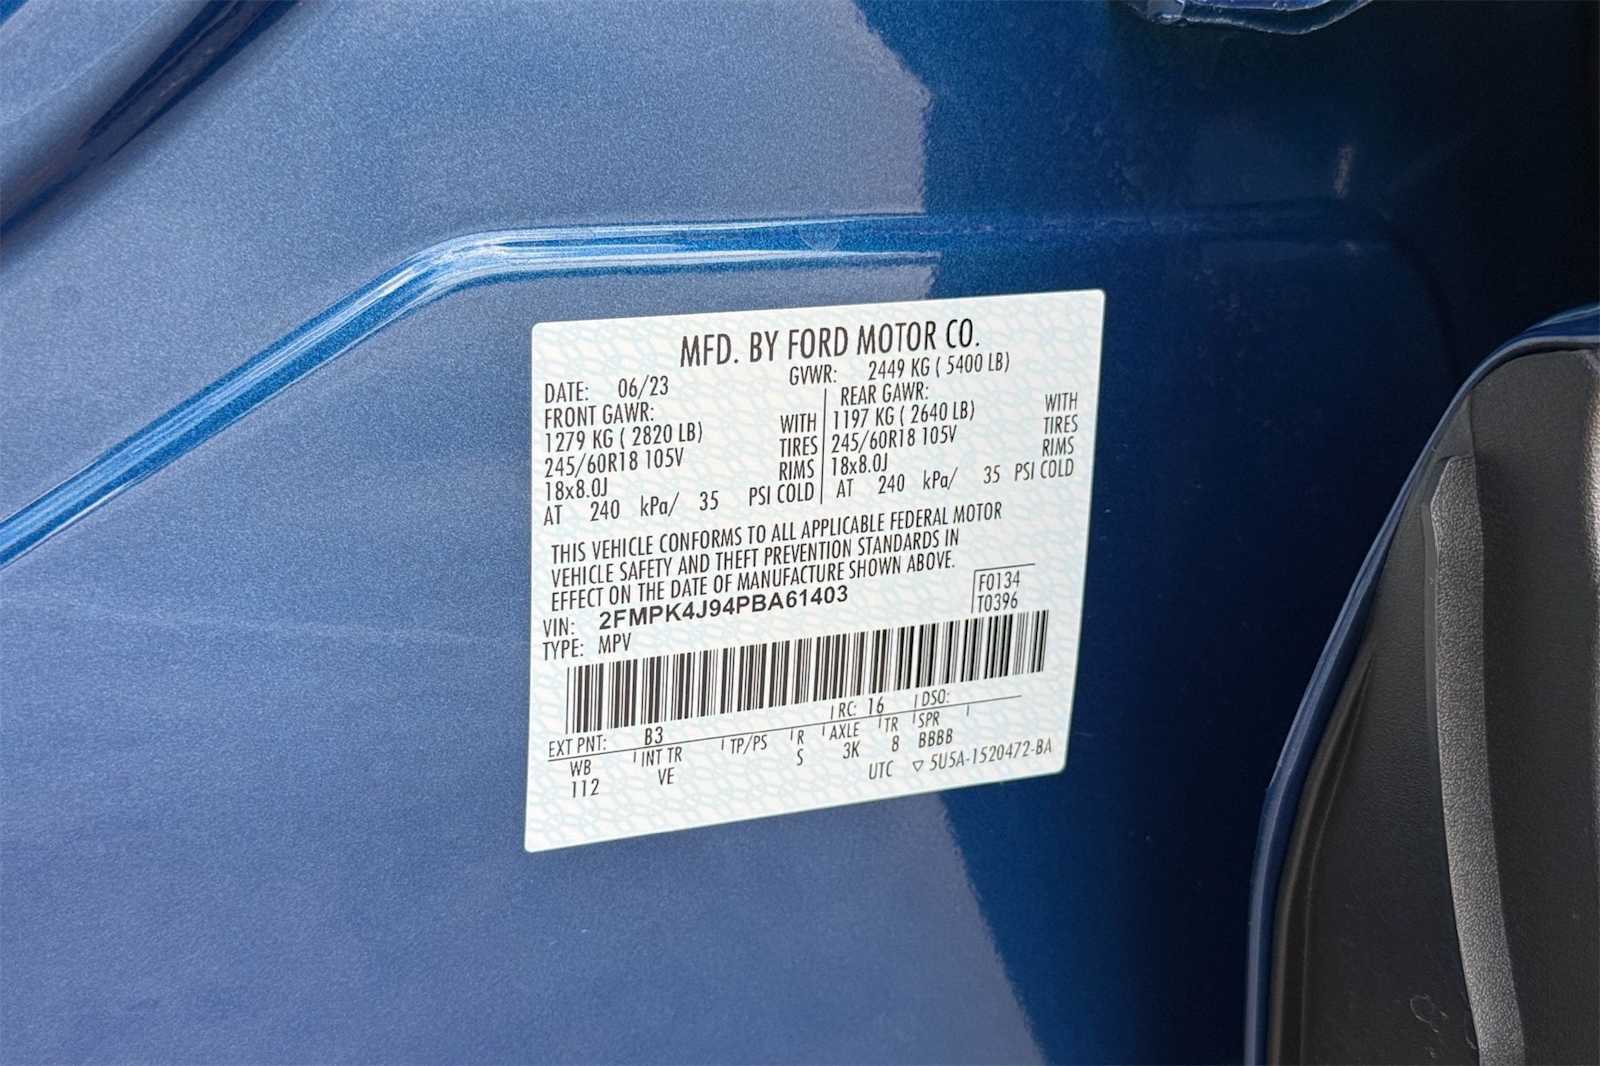 MFD. BY FORD MOTOR CO.
DATE: 06/23 GVWR: 2449 KG ( 5400 LB)
FRONT GAWR: REAR GAWR:
1279 KG ( 2820 LB) WITH 1197 KG ( 2640 LB) WITH
245/60R18 105V TIRES 245/60R18 105V TIRES
18x8.0J RIMS 18x8.0J RIMS
AT 240 kPa/ 35 PSI COLD AT 240 kPa/ 35 PSI COLD
THIS VEHICLE CONFORMS TO ALL APPLICABLE FEDERAL MOTOR
VEHICLE SAFETY AND THEFT PREVENTION STANDARDS IN
EFFECT ON THE DATE OF MANUFACTURE SHOWN ABOVE.
F0134
VIN: 2FMPK4J94PBA61403 T0396
TYPE: MPV
EXT PNT: B3 RC: 16 DSO:
WB INT TR TP/PS R AXLE TR SPR
112 VE S 3K 8 BBBB
UTC ▽ 5U5A-1520472-BA